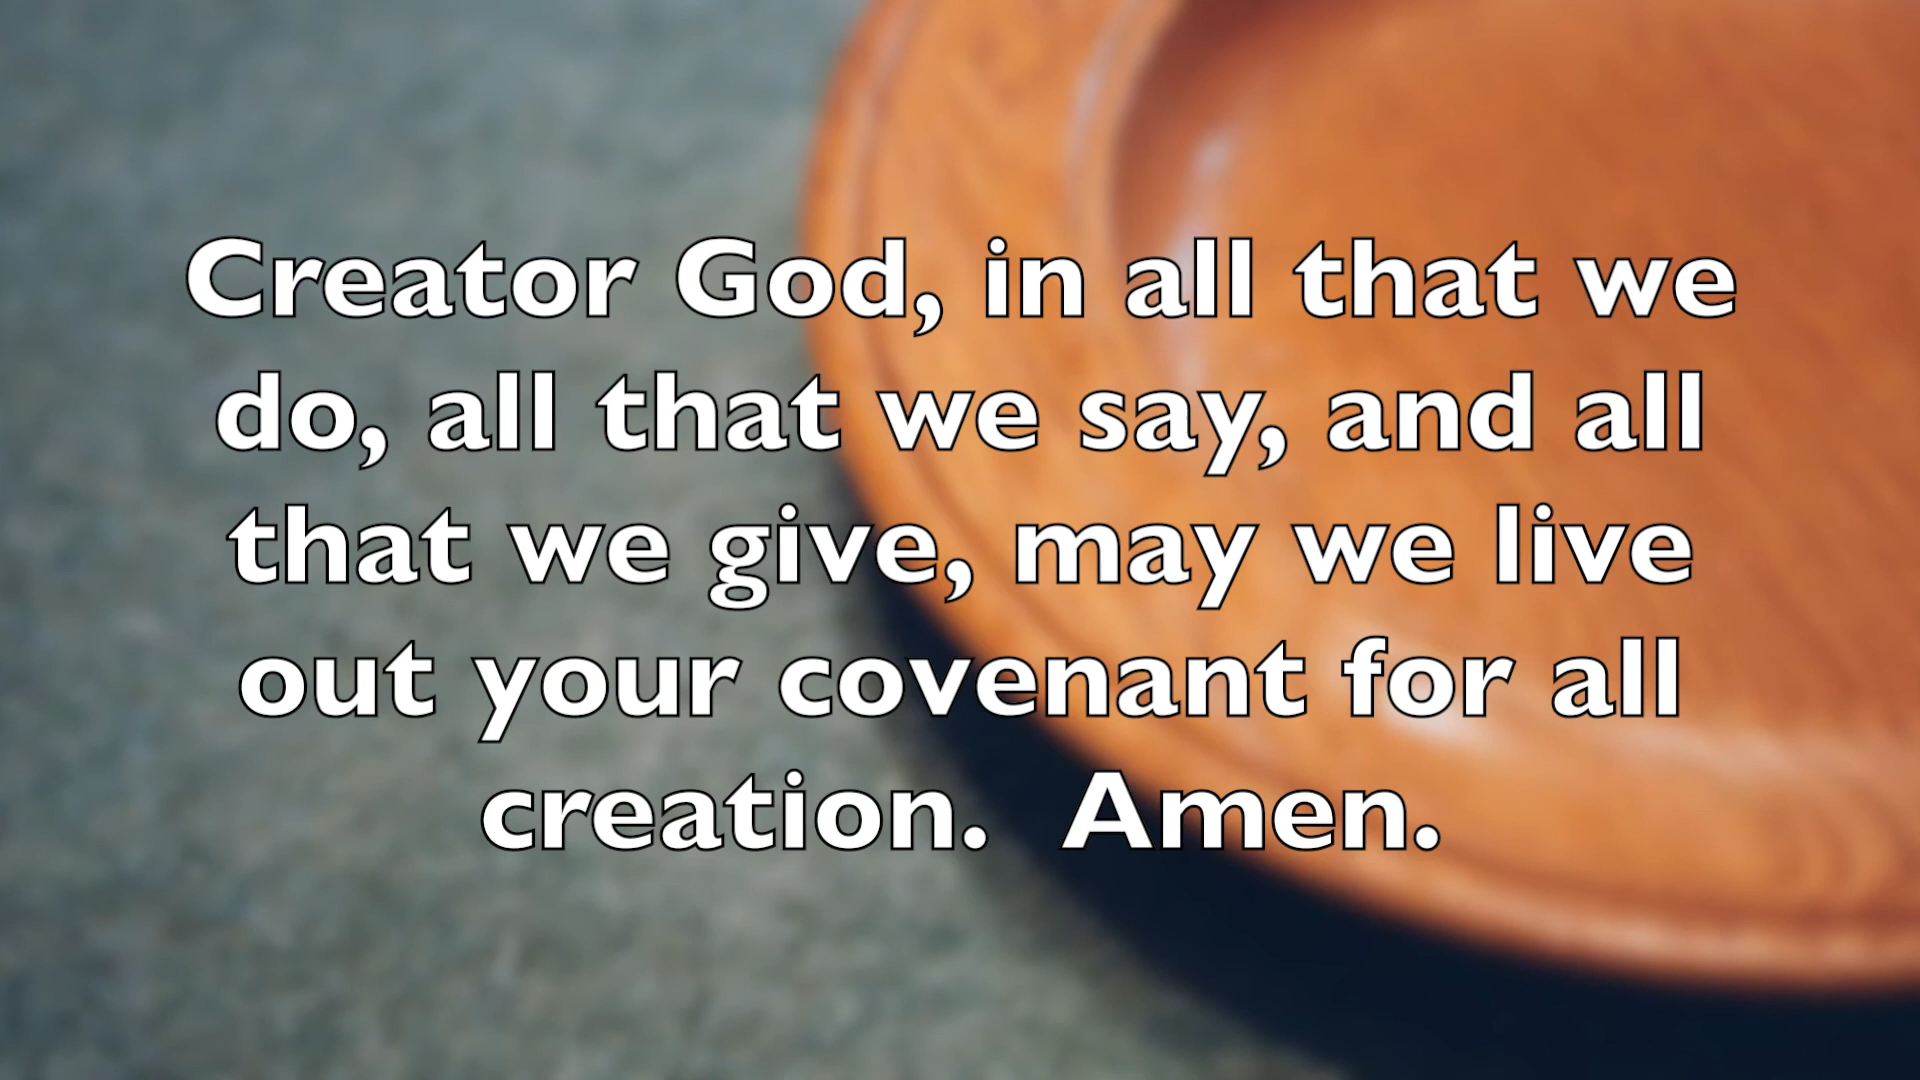 Creator God, in all that we
do, all that we say, and all
that we give, may we live
out your covenant for all
creation.  Amen.